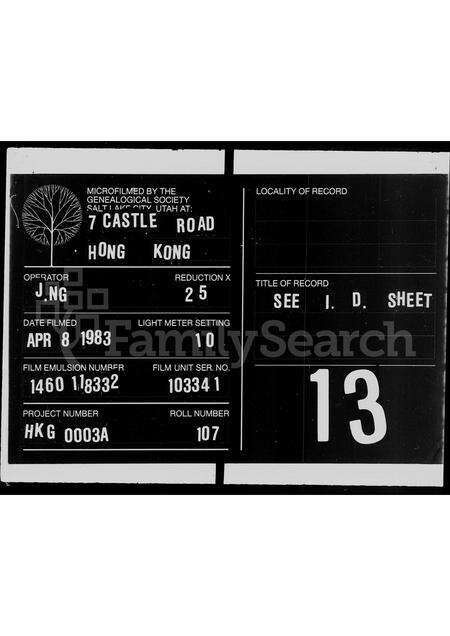 MICROFILMED BY THE
GENEALOGICAL SOCIETY
SALT LAKE CITY, UTAH AT:
7 CASTLE ROAD
HONG KONG
OPERATOR
J.NG
REDUCTION X
25
DATE FILMED
APR 8 1983
LIGHT METER SETTING
10
FILM EMULSION NUMBER
1460 118332
FILM UNIT SER. NO.
103341
PROJECT NUMBER
HKG 0003A
ROLL NUMBER
107
LOCALITY OF RECORD
TITLE OF RECORD
SEE I. D. SHEET
13
FamilySearch